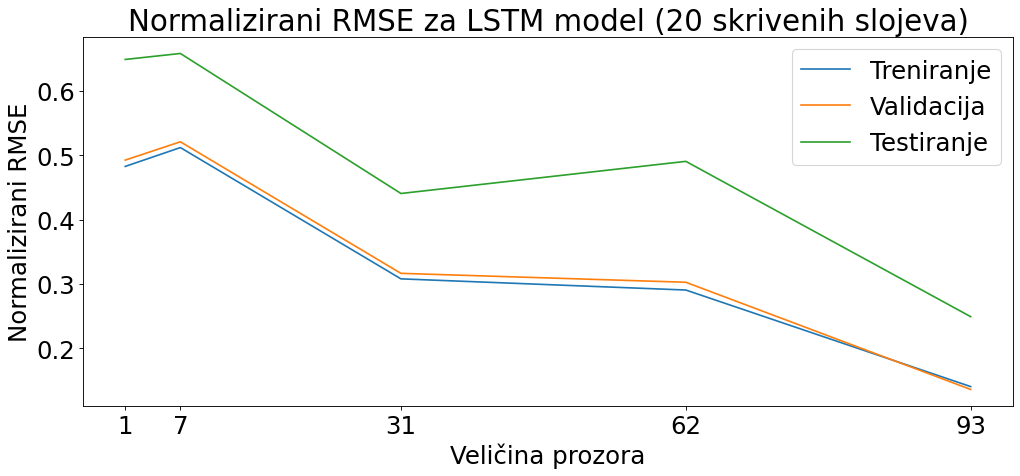 Normalizirani RMSE za LSTM model (20 skrivenih slojeva)
Treniranje
Validacija
Testiranje
Normalizirani RMSE
0.6
0.5
0.4
0.3
0.2
1 7 31 62 93
Veličina prozora